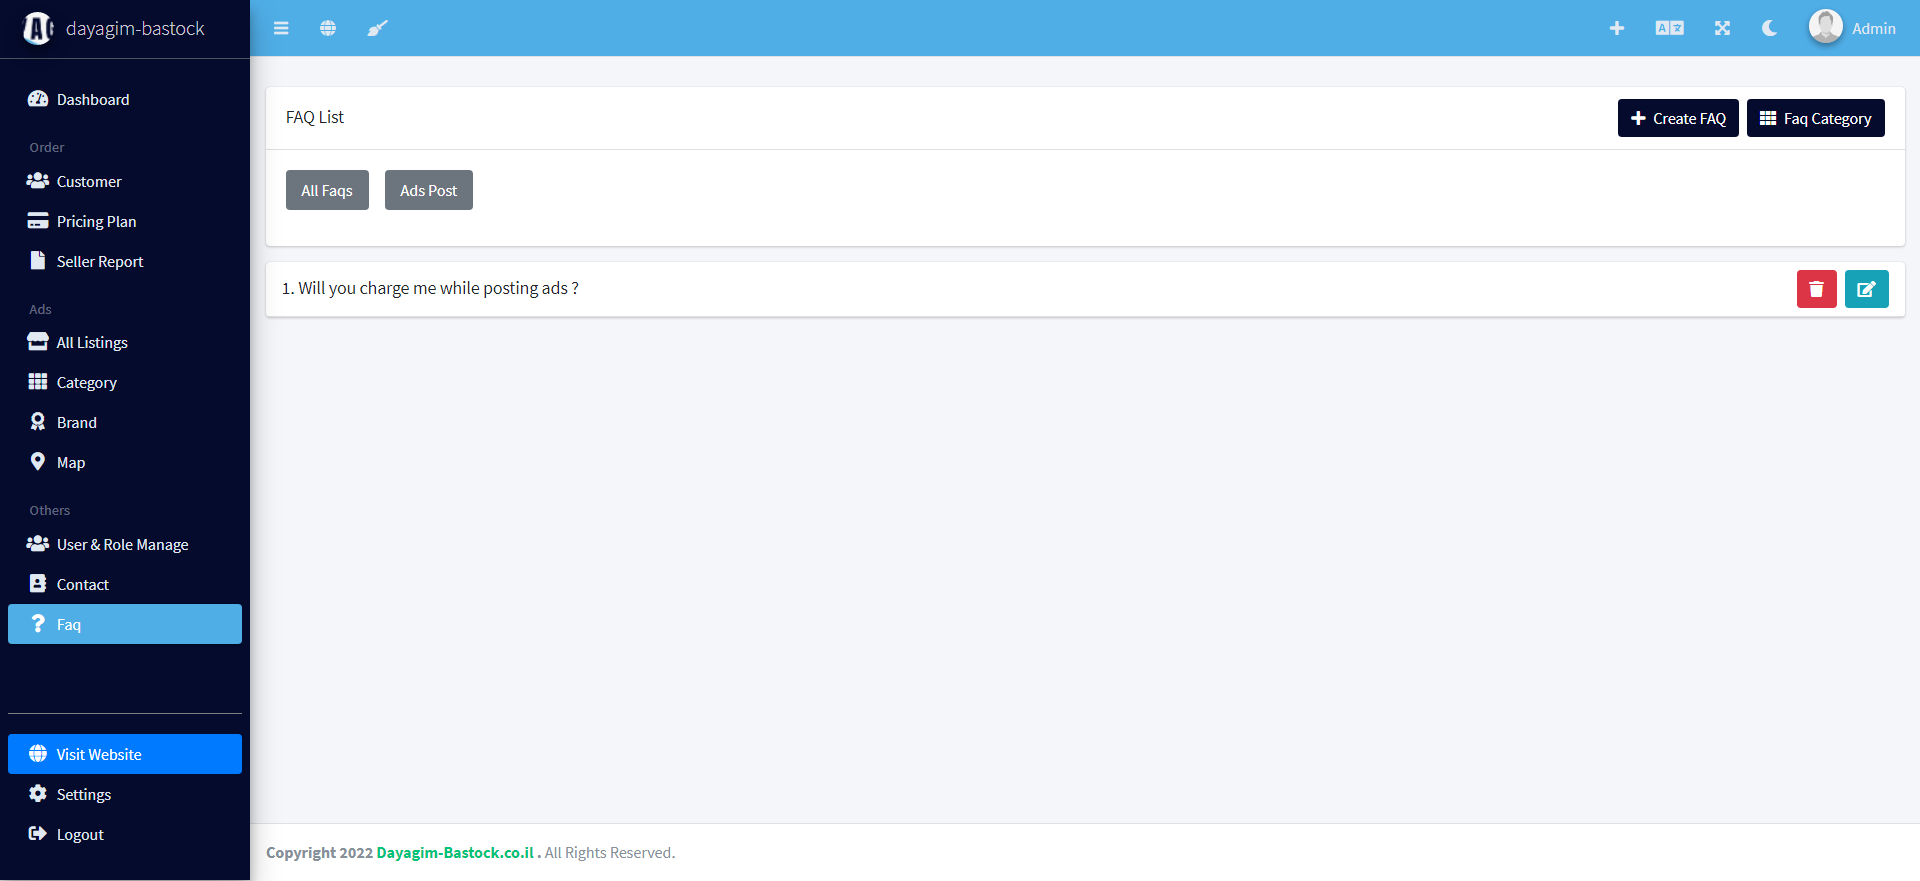 dayagim-bastock
Admin
Dashboard
Order
Customer
Pricing Plan
Seller Report
Ads
All Listings
Category
Brand
Map
Others
User & Role Manage
Contact
Faq
Visit Website
Settings
Logout
FAQ List
Create FAQ
Faq Category
All Faqs
Ads Post
1. Will you charge me while posting ads ?
Copyright 2022 Dayagim-Bastock.co.il . All Rights Reserved.